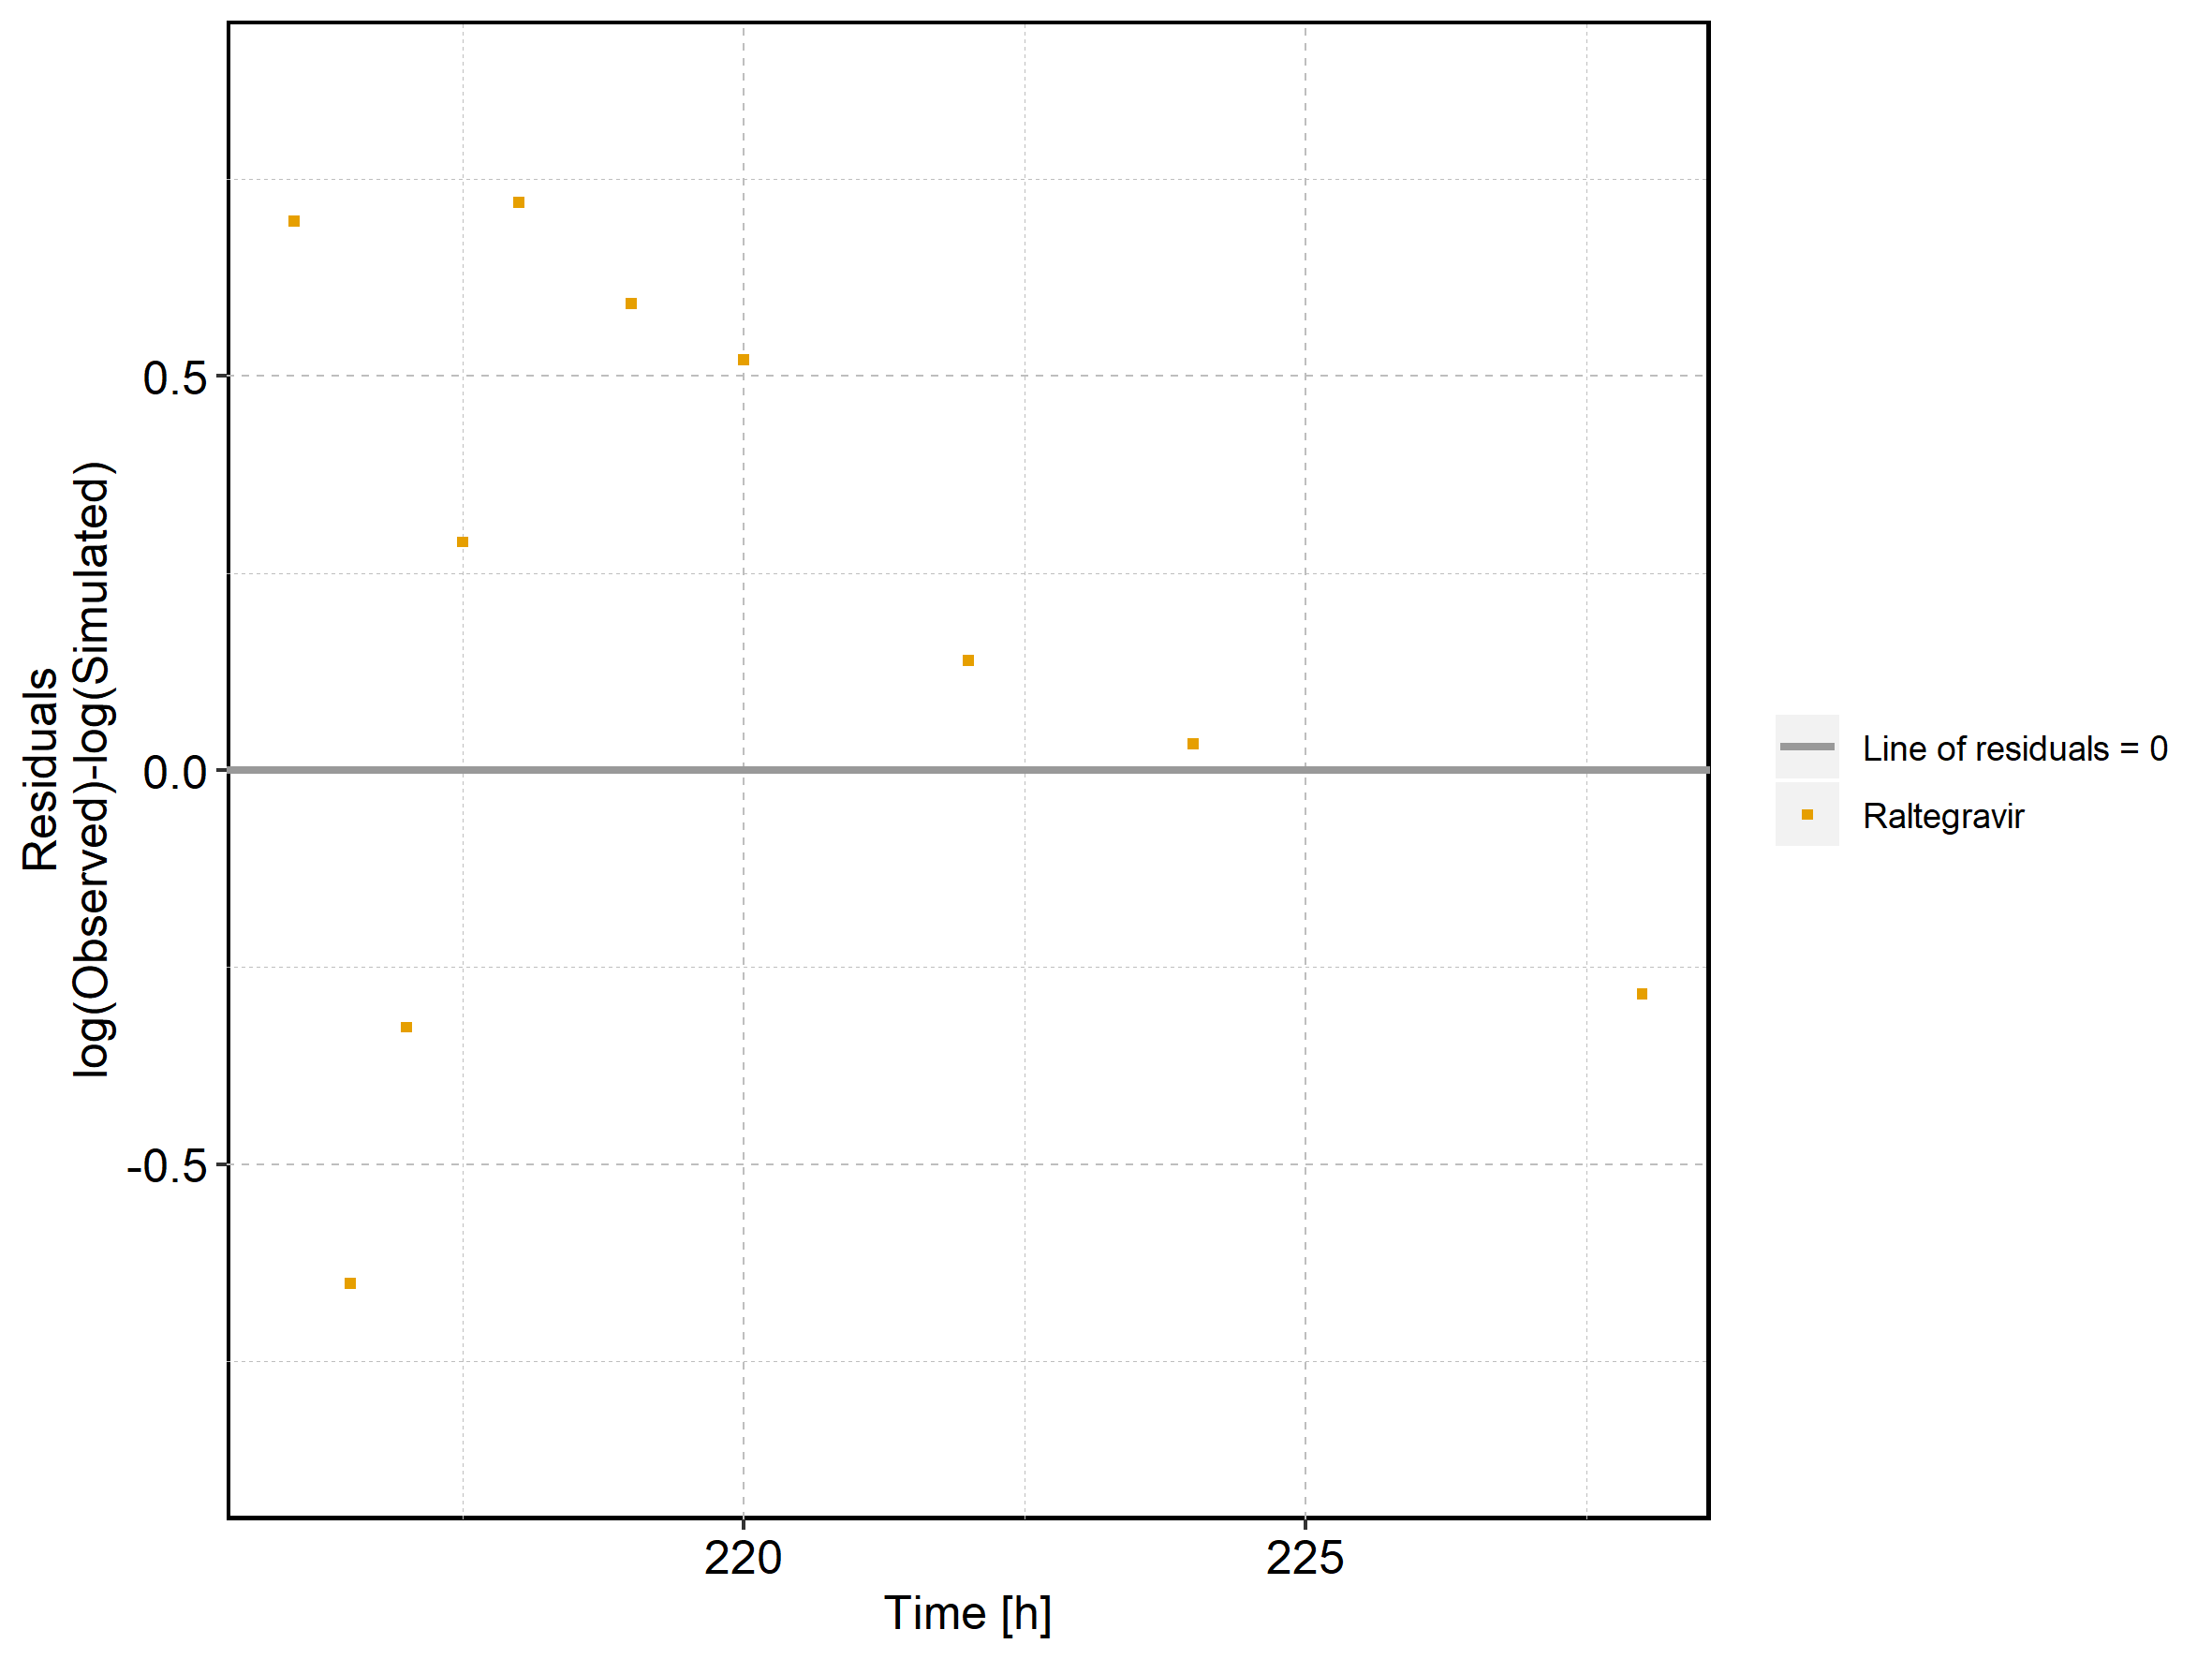 Residuals
log(Observed)-log(Simulated)
0.5
0.0
-0.5
220
225
Time [h]
Line of residuals = 0
Raltegravir